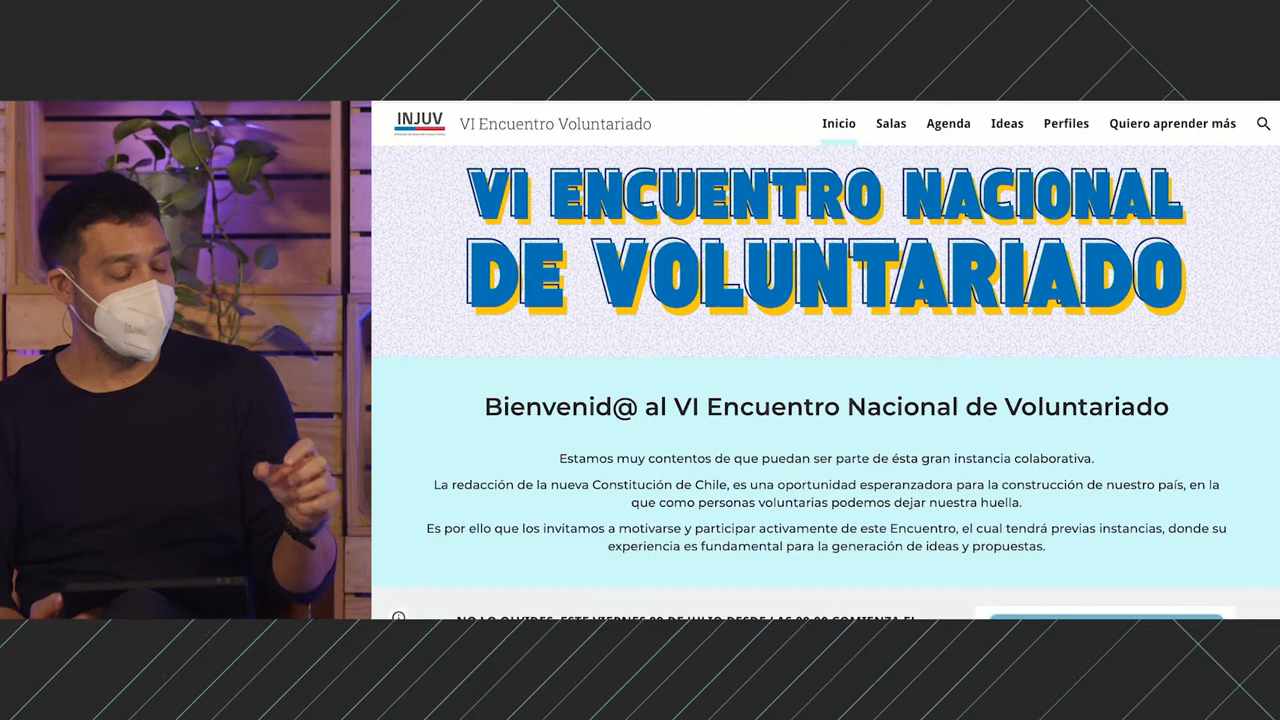 INJUV
VI Encuentro Voluntariado
Inicio Salas Agenda Ideas Perfiles Quiero aprender más
VI ENCUENTRO NACIONAL
DE VOLUNTARIADO
Bienvenid@ al VI Encuentro Nacional de Voluntariado
Estamos muy contentos de que puedan ser parte de ésta gran instancia colaborativa.
La redacción de la nueva Constitución de Chile, es una oportunidad esperanzadora para la construcción de nuestro país, en la
que como personas voluntarias podemos dejar nuestra huella.
Es por ello que los invitamos a motivarse y participar activamente de este Encuentro, el cual tendrá previas instancias, donde su
experiencia es fundamental para la generación de ideas y propuestas.